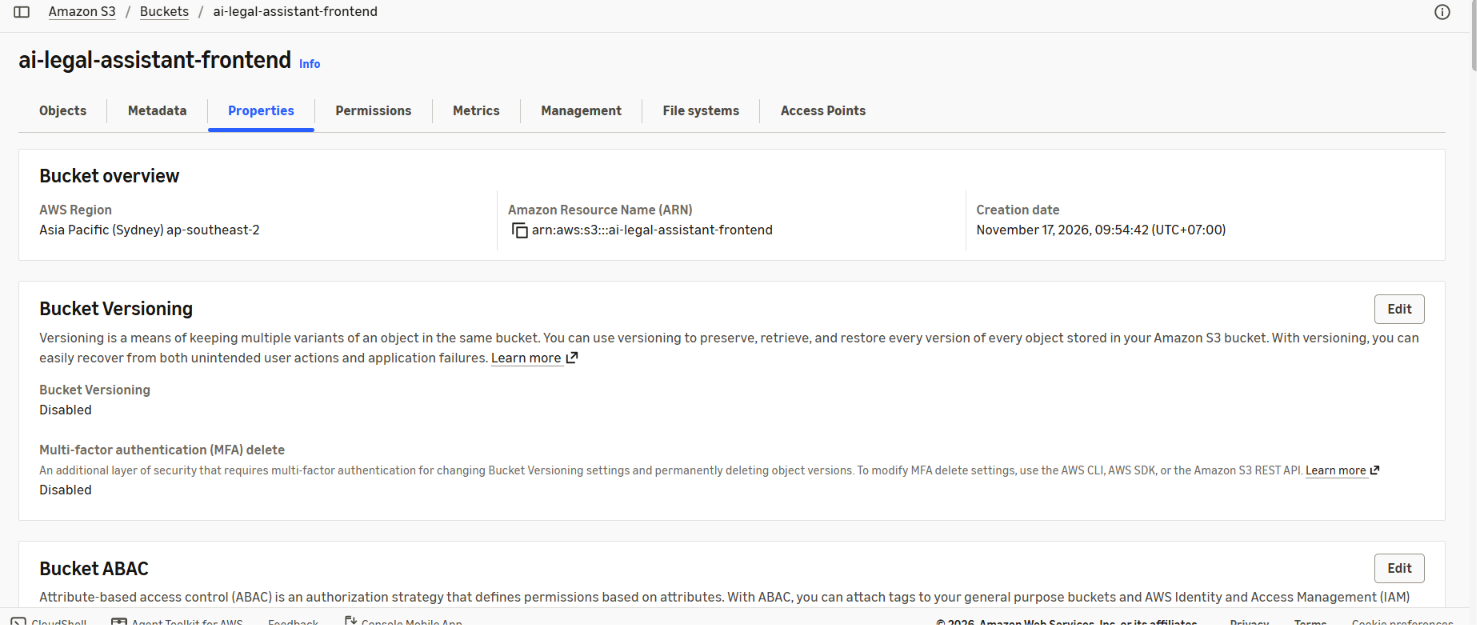 Amazon S3 / Buckets / ai-legal-assistant-frontend
ai-legal-assistant-frontend Info
Objects Metadata Properties Permissions Metrics Management File systems Access Points
Bucket overview
AWS Region
Asia Pacific (Sydney) ap-southeast-2
Amazon Resource Name (ARN)
arn:aws:s3:::ai-legal-assistant-frontend
Creation date
November 17, 2026, 09:54:42 (UTC+07:00)
Bucket Versioning
Edit
Versioning is a means of keeping multiple variants of an object in the same bucket. You can use versioning to preserve, retrieve, and restore every version of every object stored in your Amazon S3 bucket. With versioning, you can
easily recover from both unintended user actions and application failures. Learn more
Bucket Versioning
Disabled
Multi-factor authentication (MFA) delete
An additional layer of security that requires multi-factor authentication for changing Bucket Versioning settings and permanently deleting object versions. To modify MFA delete settings, use the AWS CLI, AWS SDK, or the Amazon S3 REST API. Learn more
Disabled
Bucket ABAC
Edit
Attribute-based access control (ABAC) is an authorization strategy that defines permissions based on attributes. With ABAC, you can attach tags to your general purpose buckets and AWS Identity and Access Management (IAM)
CloudShell Agent Toolkit for AWS Feedback Console Mobile App © 2026, Amazon Web Services, Inc. or its affiliates. Privacy Terms Cookie preferences